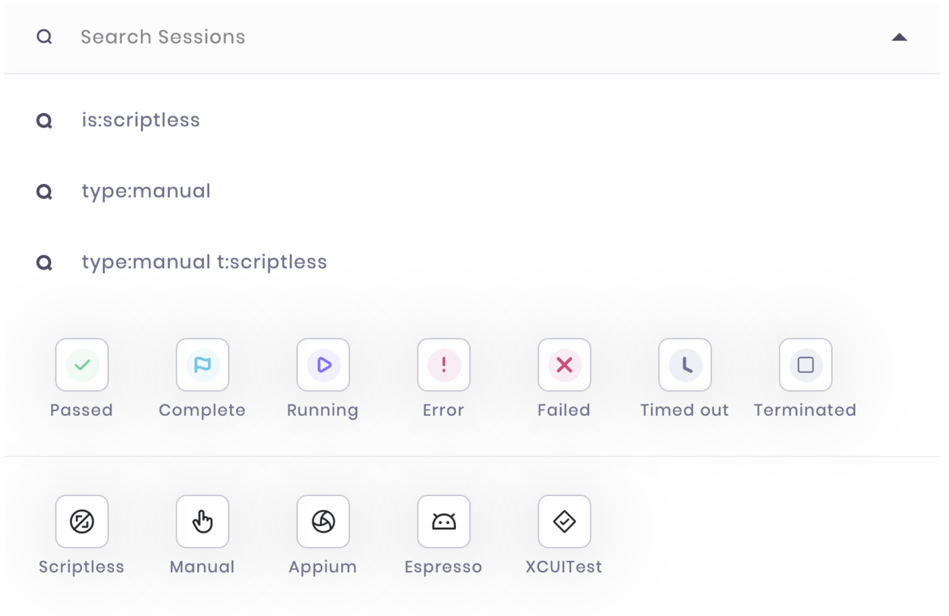 Search Sessions
is:scriptless
type:manual
type:manual t:scriptless
Passed Complete Running Error Failed Timed out Terminated
Scriptless Manual Appium Espresso XCUITest